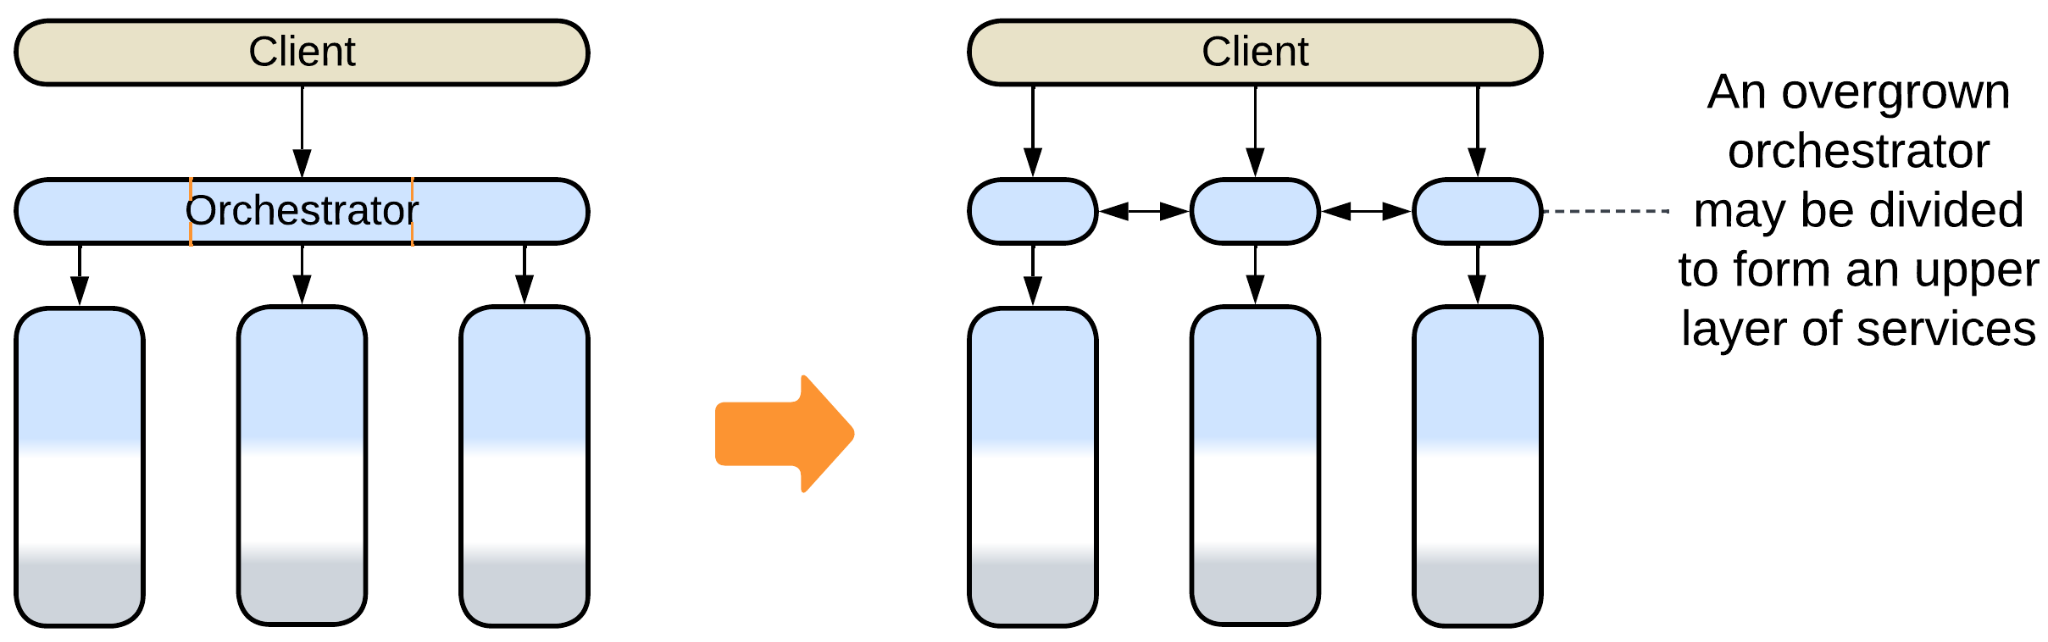 Client
Orchestrator
Client
An overgrown
orchestrator
may be divided
to form an upper
layer of services